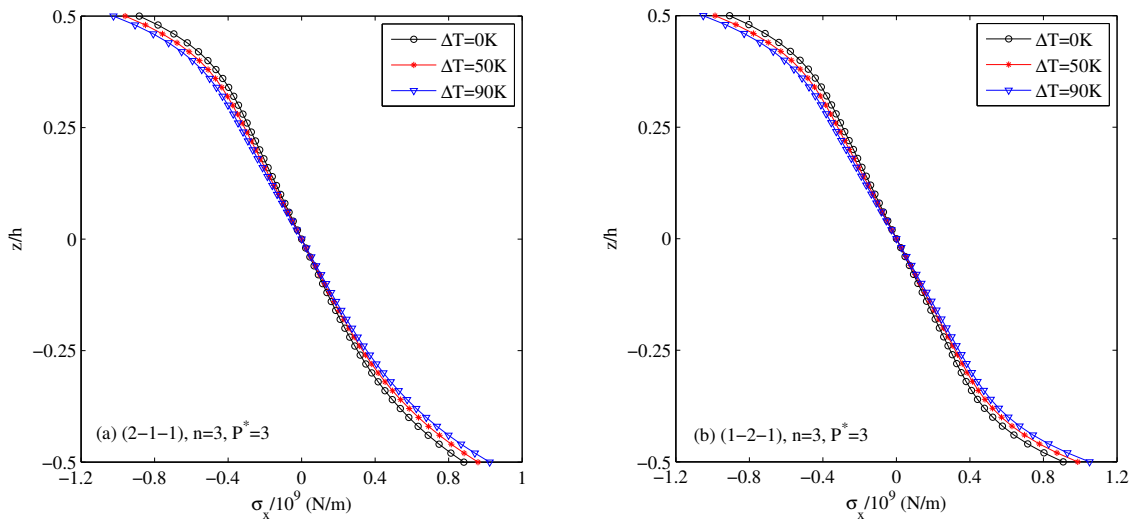 0.5
0.25
0
−0.25
−0.5
z/h
ΔT=0K
ΔT=50K
ΔT=90K
(a) (2−1−1), n=3, P*=3
−1.2 −0.8 −0.4 0 0.4 0.8 1
σx/10⁹ (N/m)
0.5
0.25
0
−0.25
−0.5
z/h
ΔT=0K
ΔT=50K
ΔT=90K
(b) (1−2−1), n=3, P*=3
−1.2 −0.8 −0.4 0 0.4 0.8 1.2
σx/10⁹ (N/m)